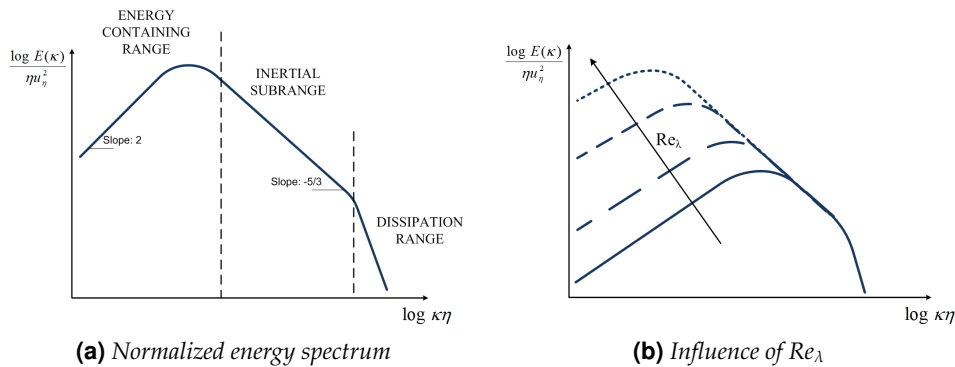 ENERGY
CONTAINING
RANGE
log E(κ)
ηu²η
INERTIAL
SUBRANGE
Slope: 2
Slope: -5/3
DISSIPATION
RANGE
log κη
(a) Normalized energy spectrum
log E(κ)
ηu²η
Reλ
log κη
(b) Influence of Reλ